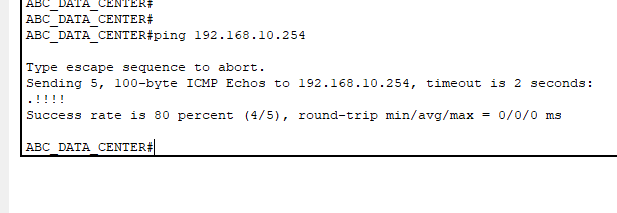 ABC_DATA_CENTER#
ABC_DATA_CENTER#
ABC_DATA_CENTER#ping 192.168.10.254
Type escape sequence to abort.
Sending 5, 100-byte ICMP Echos to 192.168.10.254, timeout is 2 seconds:
.!!!!
Success rate is 80 percent (4/5), round-trip min/avg/max = 0/0/0 ms
ABC_DATA_CENTER#